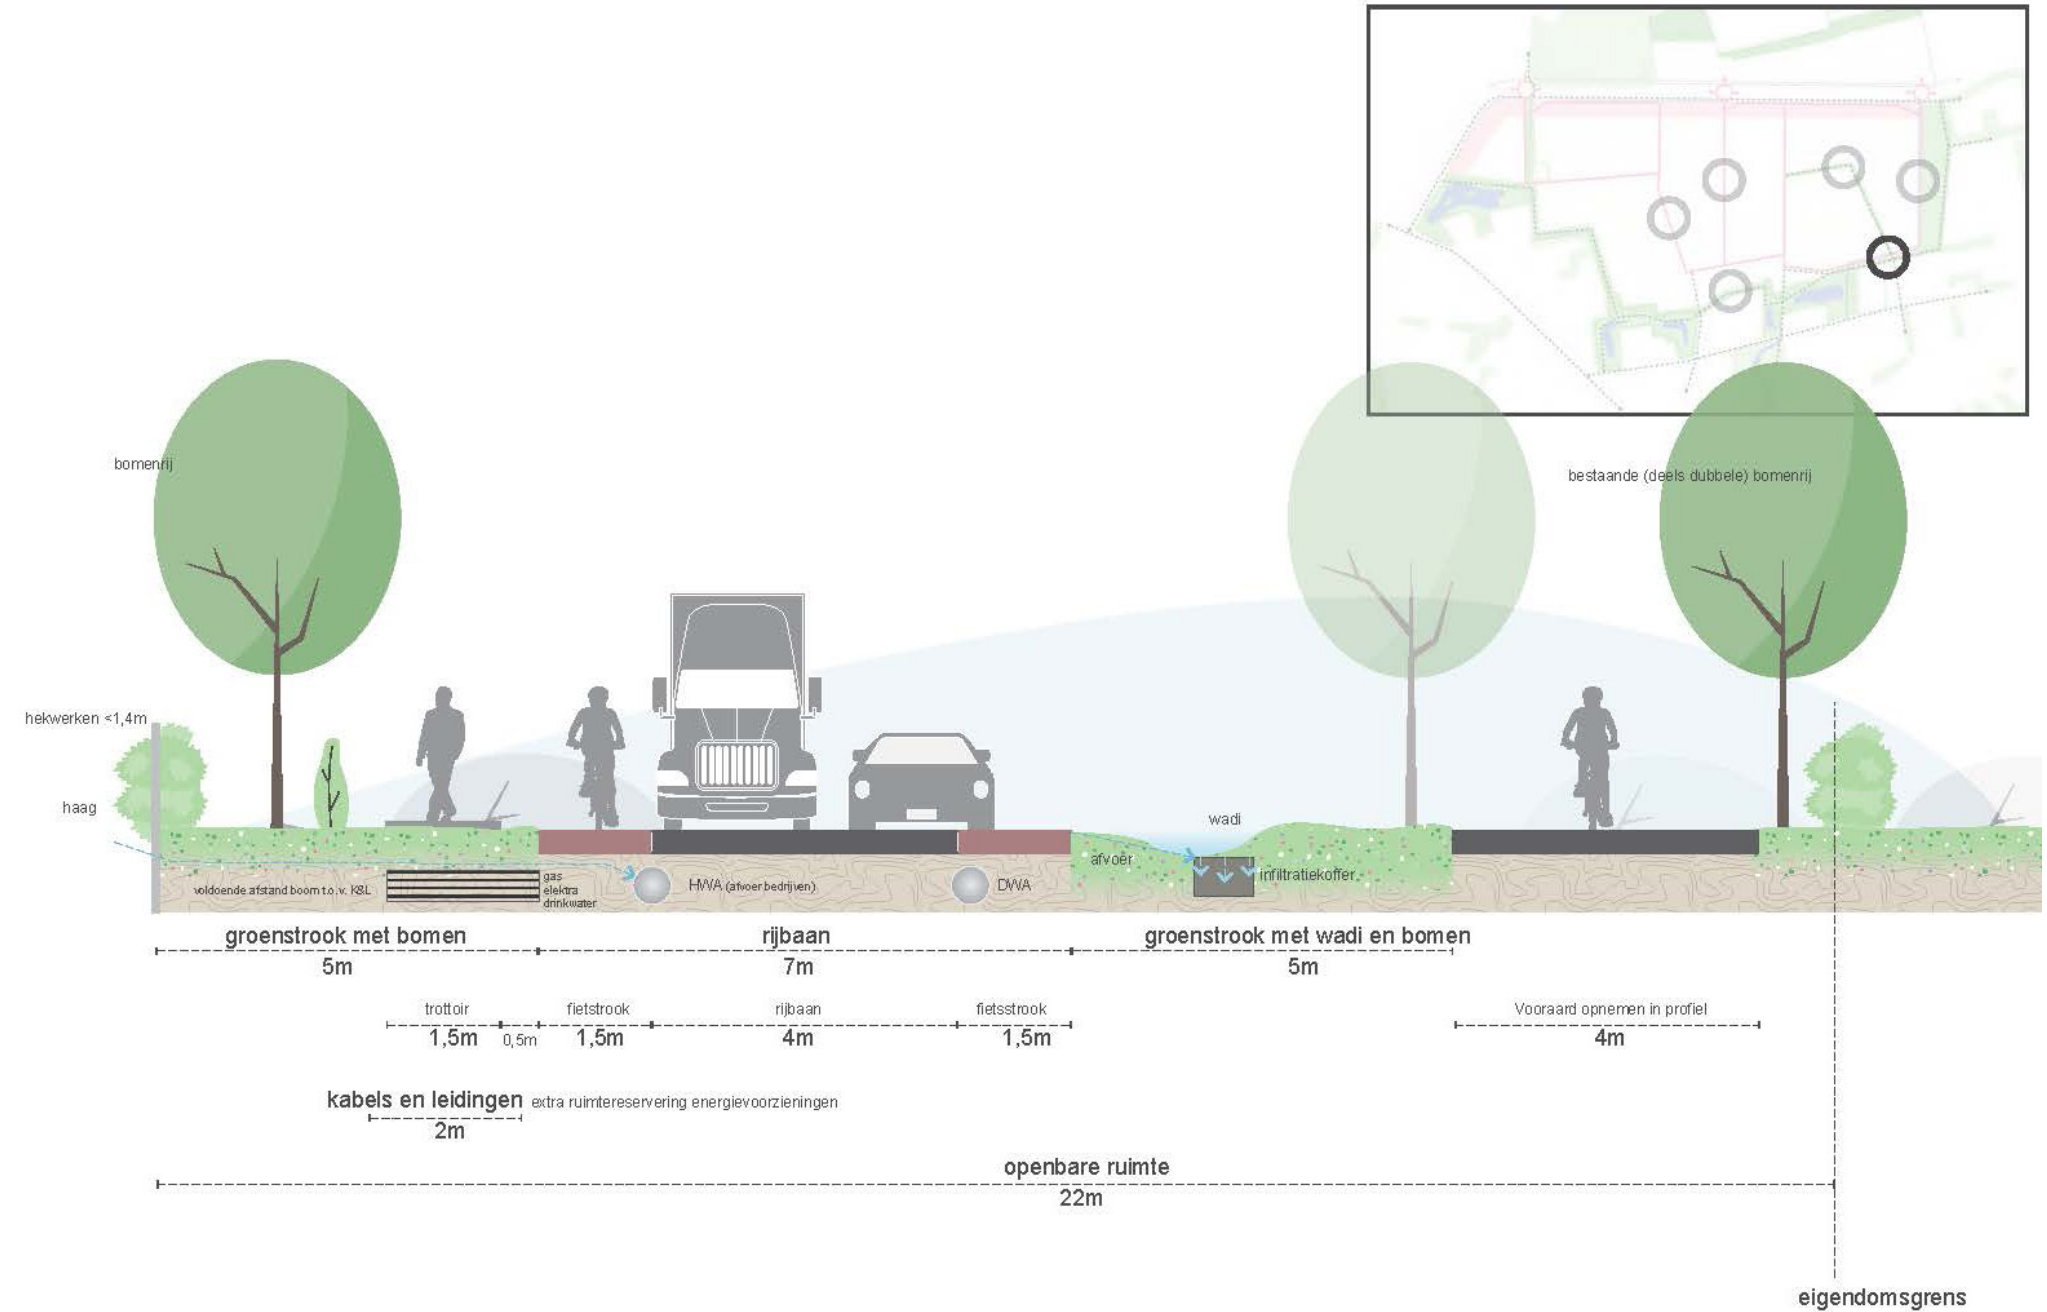 bomenrij
bestaande (deels dubbele) bomenrij
hekwerken <1,4m
haag
wadi
afvoer
infiltratiekoffer
voldoende afstand boom t.o.v. K&L
gas
elektra
drinkwater
HWA (afvoer bedrijven)
DWA
groenstrook met bomen
5m
rijbaan
7m
groenstrook met wadi en bomen
5m
trottoir
1,5m
0,5m
fietstrook
1,5m
rijbaan
4m
fietsstrook
1,5m
Vooraard opnemen in profiel
4m
kabels en leidingen extra ruimtereservering energievoorzieningen
2m
openbare ruimte
22m
eigendomsgrens